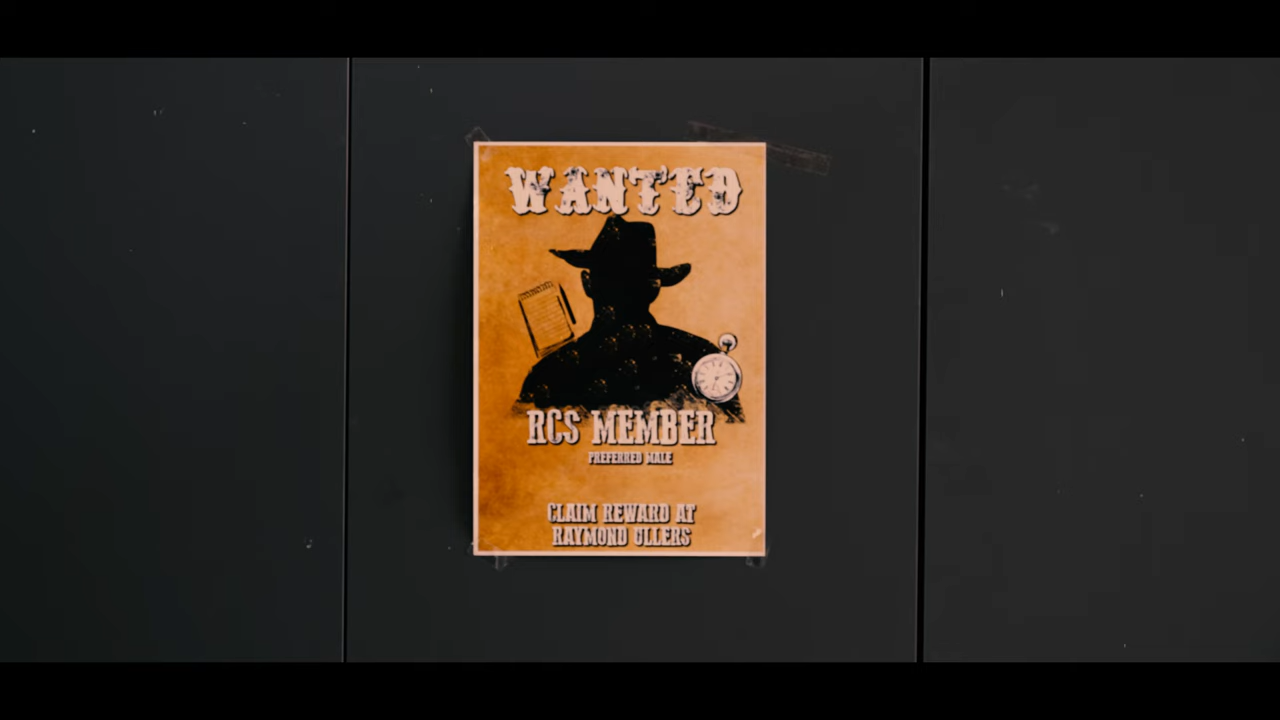 WANTED
RCS MEMBER
PREFERRED MALE
CLAIM REWARD AT
RAYMOND ULLERS